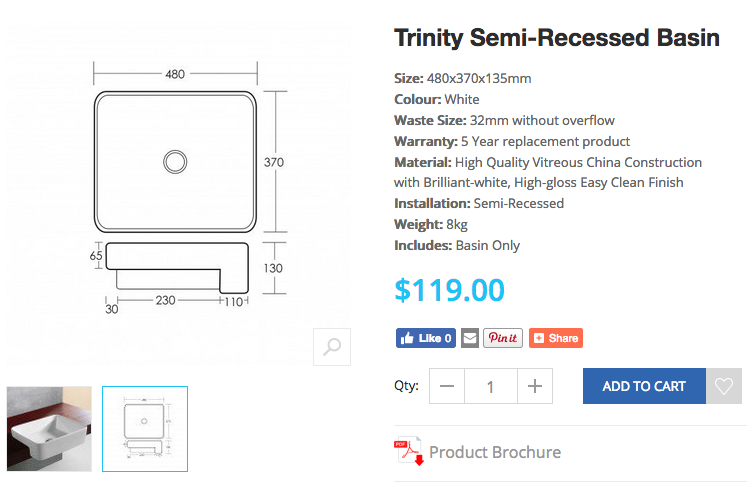 Trinity Semi-Recessed Basin
Size: 480x370x135mm
Colour: White
Waste Size: 32mm without overflow
Warranty: 5 Year replacement product
Material: High Quality Vitreous China Construction
with Brilliant-white, High-gloss Easy Clean Finish
Installation: Semi-Recessed
Weight: 8kg
Includes: Basin Only
$119.00
Like 0
Pin it
Share
Qty:
1
ADD TO CART
PDF
Product Brochure
480
370
65
130
30
230
110